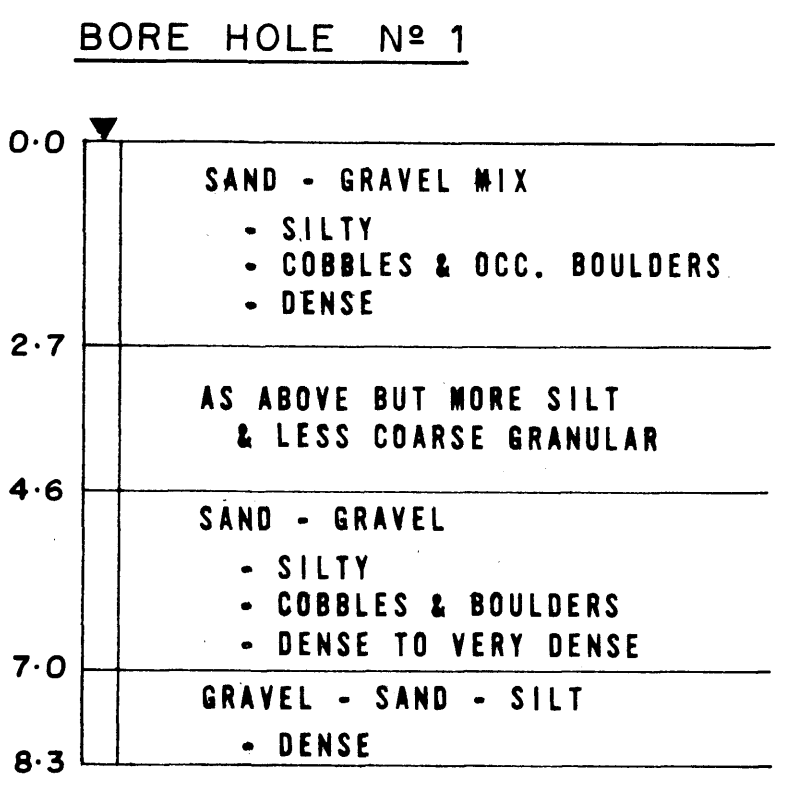 BORE HOLE Nº 1
0·0
SAND - GRAVEL MIX
- SILTY
- COBBLES & OCC. BOULDERS
- DENSE
2·7
AS ABOVE BUT MORE SILT
& LESS COARSE GRANULAR
4·6
SAND - GRAVEL
- SILTY
- COBBLES & BOULDERS
- DENSE TO VERY DENSE
7·0
GRAVEL - SAND - SILT
- DENSE
8·3